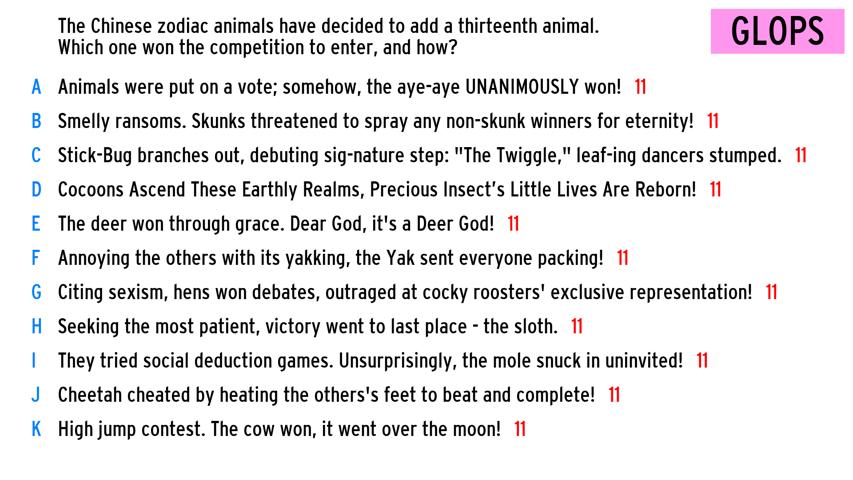 The Chinese zodiac animals have decided to add a thirteenth animal.
Which one won the competition to enter, and how?
GLOPS
A Animals were put on a vote; somehow, the aye-aye UNANIMOUSLY won! 11
B Smelly ransoms. Skunks threatened to spray any non-skunk winners for eternity! 11
C Stick-Bug branches out, debuting sig-nature step: "The Twiggle," leaf-ing dancers stumped. 11
D Cocoons Ascend These Earthly Realms, Precious Insect's Little Lives Are Reborn! 11
E The deer won through grace. Dear God, it's a Deer God! 11
F Annoying the others with its yakking, the Yak sent everyone packing! 11
G Citing sexism, hens won debates, outraged at cocky roosters' exclusive representation! 11
H Seeking the most patient, victory went to last place - the sloth. 11
I They tried social deduction games. Unsurprisingly, the mole snuck in uninvited! 11
J Cheetah cheated by heating the others's feet to beat and complete! 11
K High jump contest. The cow won, it went over the moon! 11